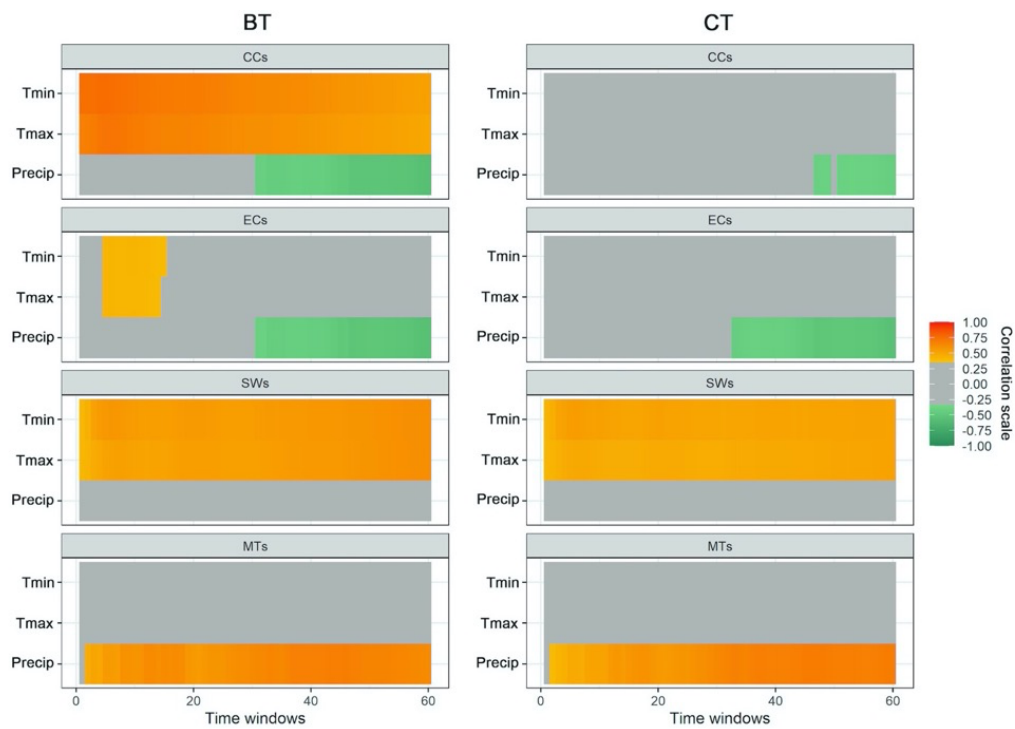 BT
CCs
Tmin
Tmax
Precip
ECs
Tmin
Tmax
Precip
SWs
Tmin
Tmax
Precip
MTs
Tmin
Tmax
Precip
0 20 40 60
Time windows
CT
CCs
Tmin
Tmax
Precip
ECs
Tmin
Tmax
Precip
SWs
Tmin
Tmax
Precip
MTs
Tmin
Tmax
Precip
0 20 40 60
Time windows
1.00
0.75
0.50
0.25
0.00
-0.25
-0.50
-0.75
-1.00
Correlation scale